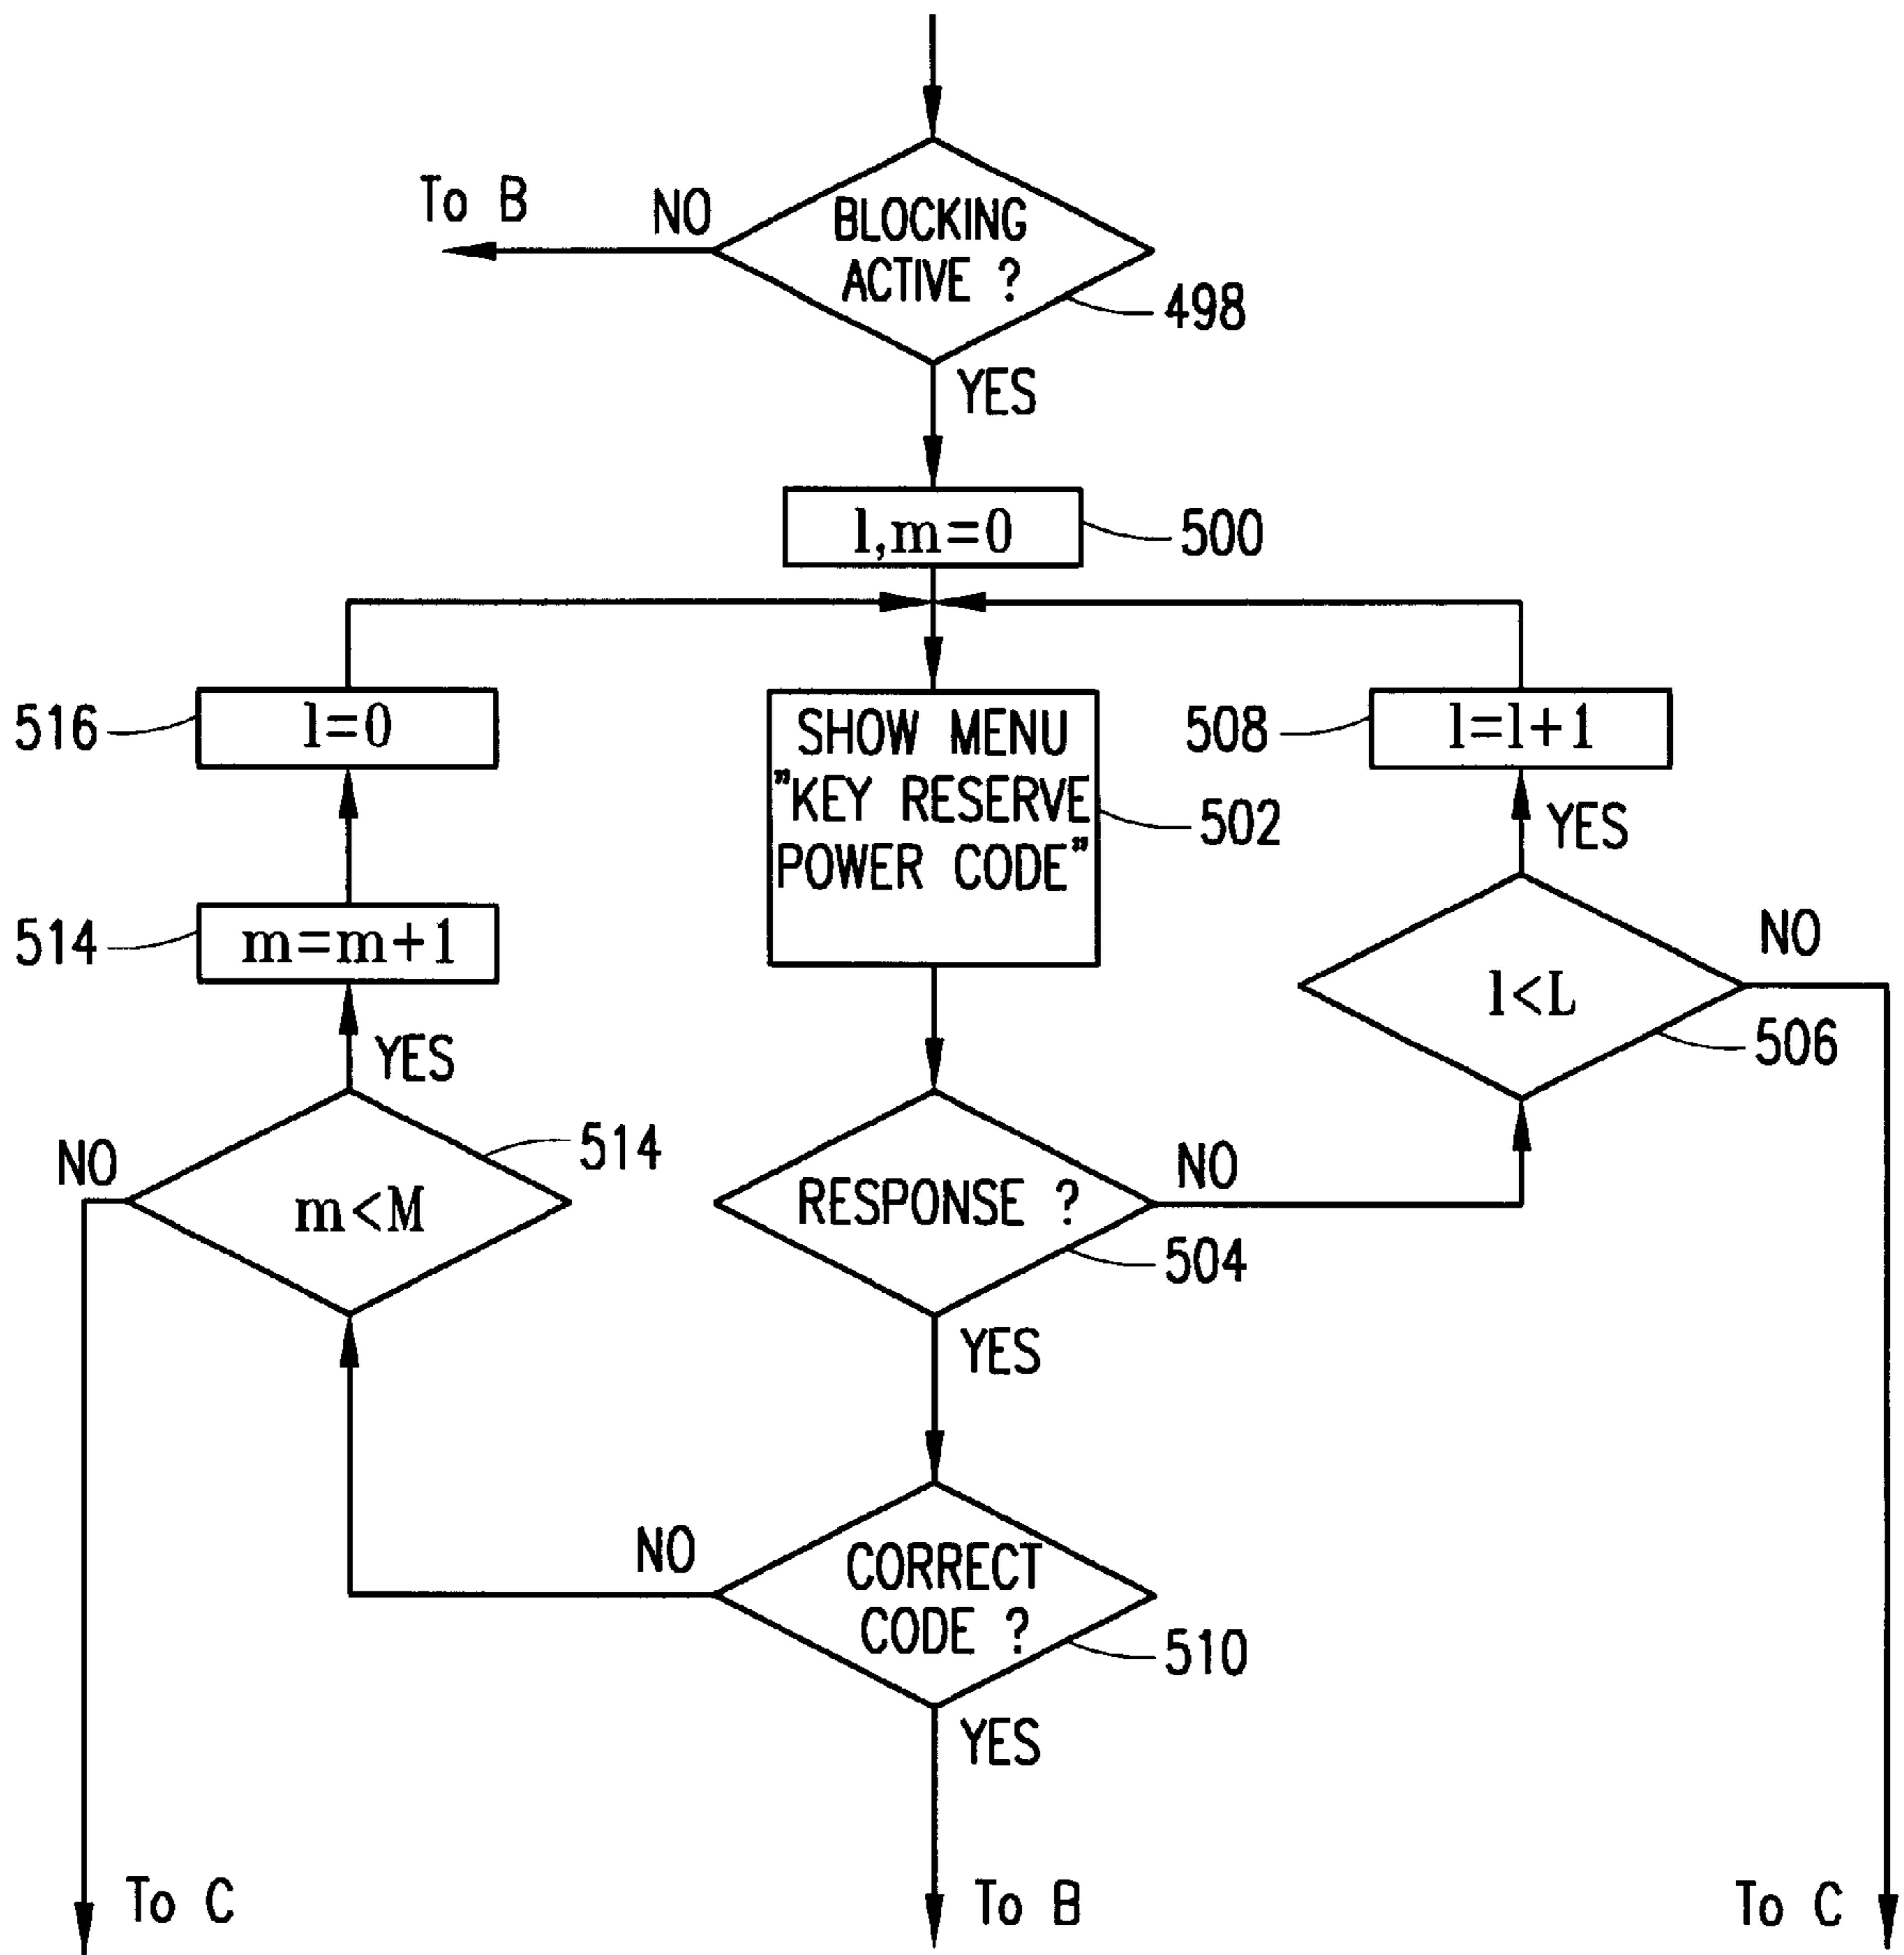 To B
NO
BLOCKING
ACTIVE ?
498
YES
l,m=0
500
516
l=0
SHOW MENU
"KEY RESERVE
POWER CODE"
502
508
l=l+1
YES
514
m=m+1
NO
l<L
506
YES
NO
m<M
514
RESPONSE ?
NO
504
YES
NO
CORRECT
CODE ?
510
YES
To C
To B
To C